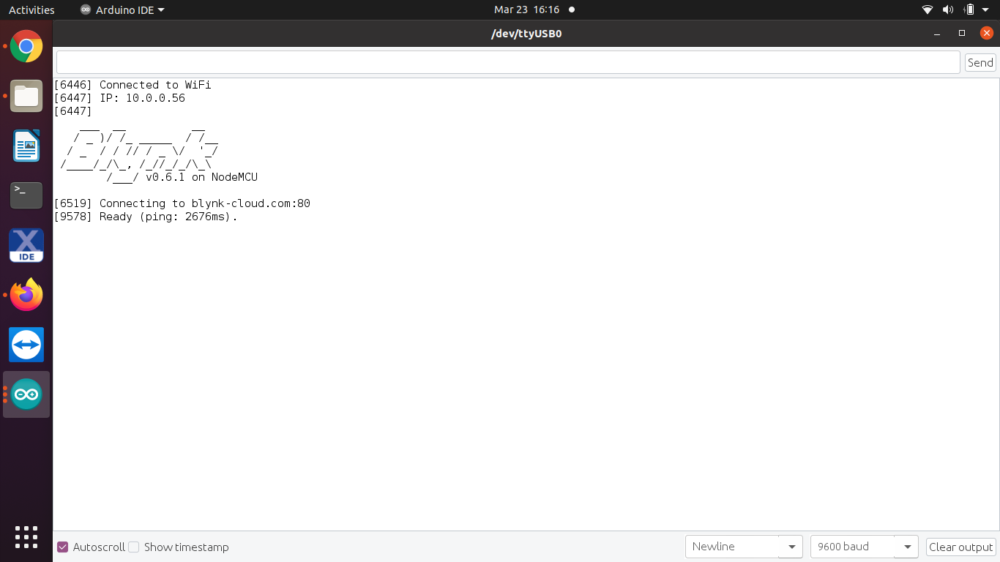 Activities
Arduino IDE
Mar 23 16:16
/dev/ttyUSB0
Send
[6446] Connected to WiFi
[6447] IP: 10.0.0.56
[6447]
    ___  __          __
   / _ )/ /_ _____  / /__
  / _  / / // / _ \/  '_/
 /____/_/\_, /_//_/_/\_\
        /___/ v0.6.1 on NodeMCU
[6519] Connecting to blynk-cloud.com:80
[9578] Ready (ping: 2676ms).
>_
IDE
Autoscroll
Show timestamp
Newline
9600 baud
Clear output